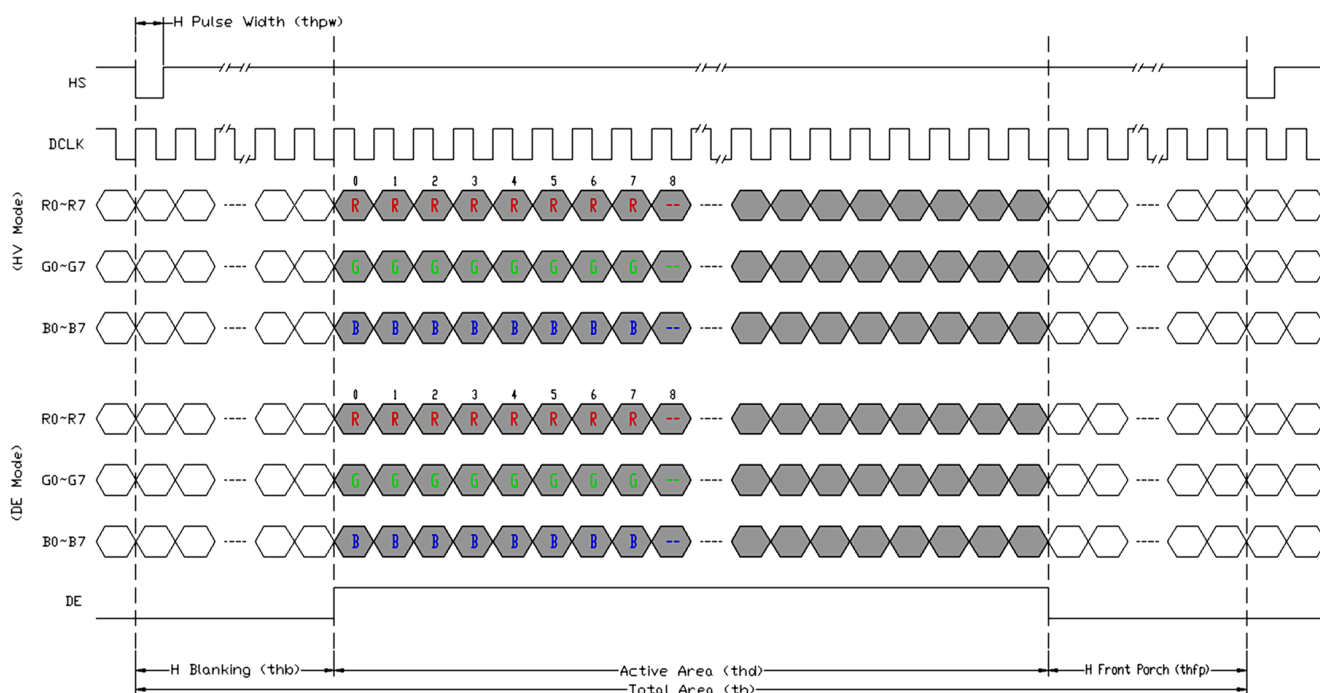 H Pulse Width (thpw)
HS
DCLK
(HV Mode)
0 1 2 3 4 5 6 7 8
R0~R7 ---- R R R R R R R R -- ---- ----
G0~G7 ---- G G G G G G G G -- ---- ----
B0~B7 ---- B B B B B B B B -- ---- ----
(DE Mode)
0 1 2 3 4 5 6 7 8
R0~R7 ---- R R R R R R R R -- ---- ----
G0~G7 ---- G G G G G G G G -- ---- ----
B0~B7 ---- B B B B B B B B -- ---- ----
DE
H Blanking (thb) Active Area (thd) H Front Porch (thfp)
Total Area (th)